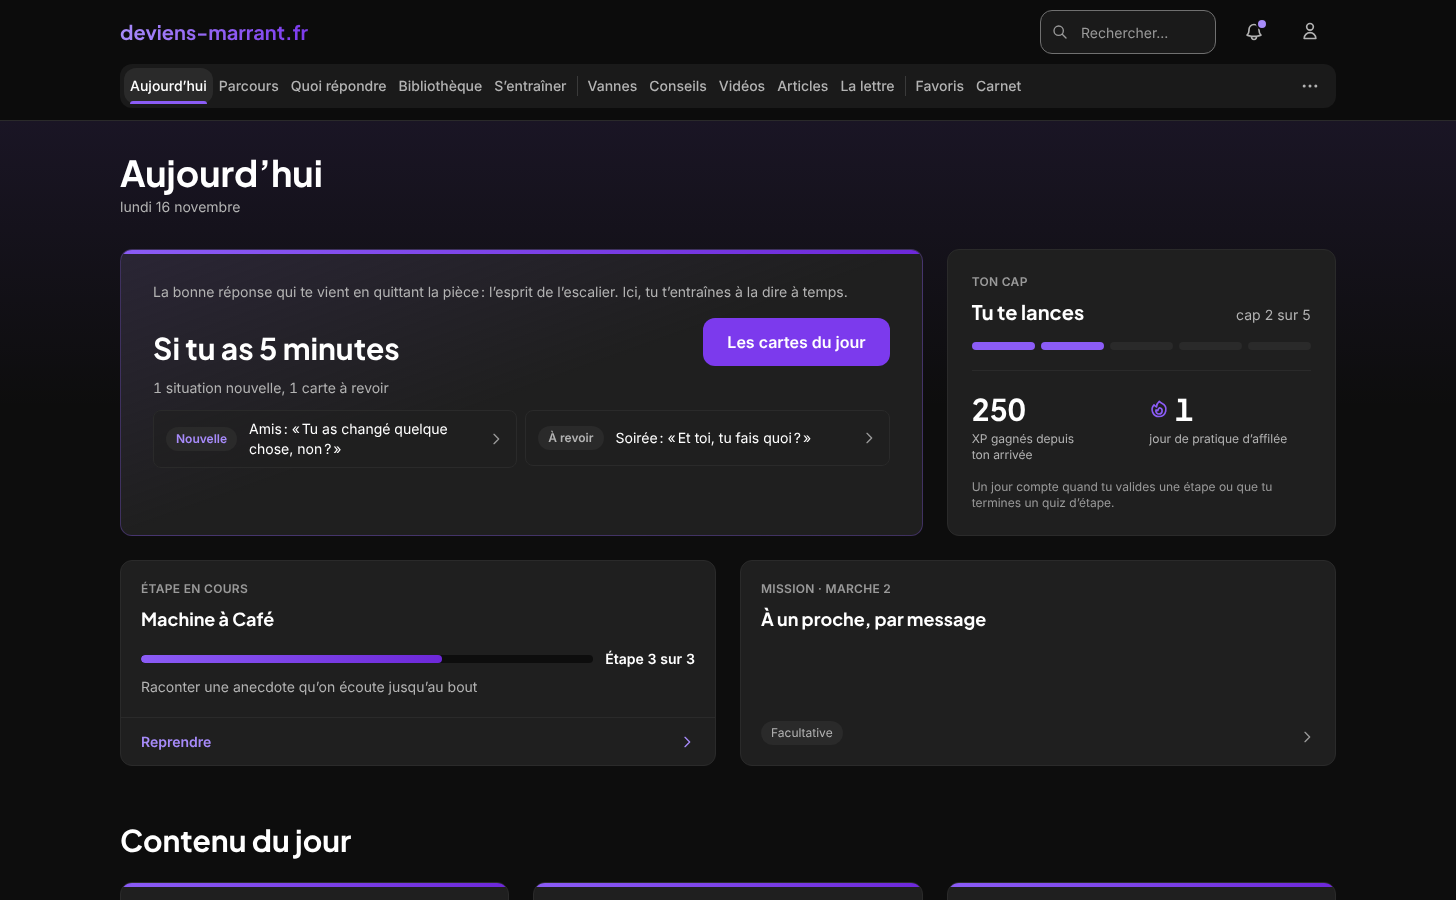 deviens-marrant.fr
Rechercher...
Aujourd’hui Parcours Quoi répondre Bibliothèque S’entraîner Vannes Conseils Vidéos Articles La lettre Favoris Carnet
Aujourd’hui
lundi 16 novembre
La bonne réponse qui te vient en quittant la pièce : l’esprit de l’escalier. Ici, tu t’entraînes à la dire à temps.
Si tu as 5 minutes
Les cartes du jour
1 situation nouvelle, 1 carte à revoir
Nouvelle
Amis : « Tu as changé quelque
chose, non ? »
À revoir
Soirée : « Et toi, tu fais quoi ? »
TON CAP
Tu te lances
cap 2 sur 5
250
XP gagnés depuis
ton arrivée
1
jour de pratique d’affilée
Un jour compte quand tu valides une étape ou que tu
termines un quiz d’étape.
ÉTAPE EN COURS
Machine à Café
Étape 3 sur 3
Raconter une anecdote qu’on écoute jusqu’au bout
Reprendre
MISSION · MARCHE 2
À un proche, par message
Facultative
Contenu du jour